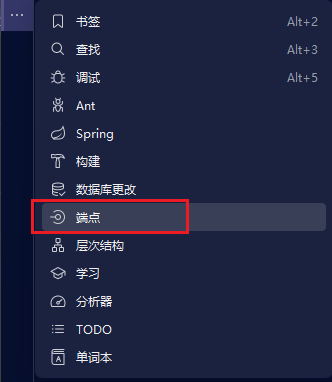 书签 Alt+2
查找 Alt+3
调试 Alt+5
Ant
Spring
构建
数据库更改
端点
层次结构
学习
分析器
TODO
单词本